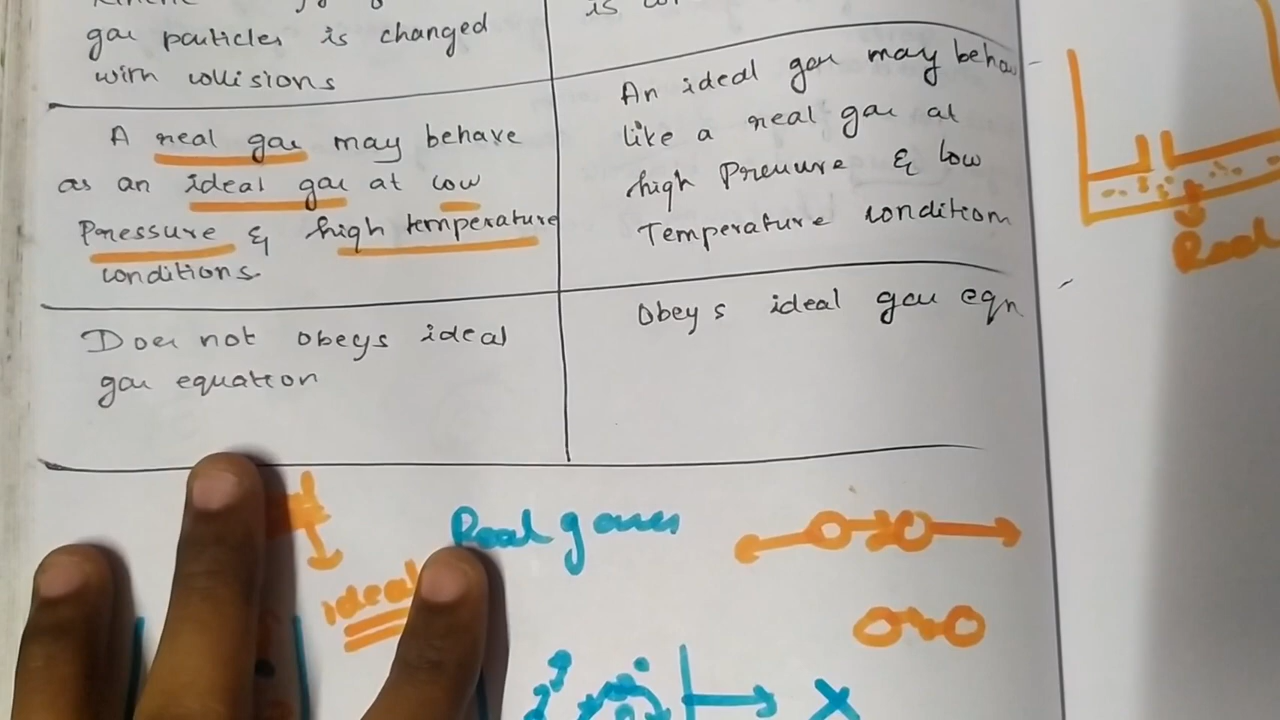 gas particles is changed
with collisions
A real gas may behave
as an ideal gas at low
Pressure & high temperature
conditions
Does not obeys ideal
gas equation
is
An ideal gas may behav
like a real gas at
high Pressure & low
Temperature condition
Obeys ideal gas eqn
ideal
Real gases
X
Real